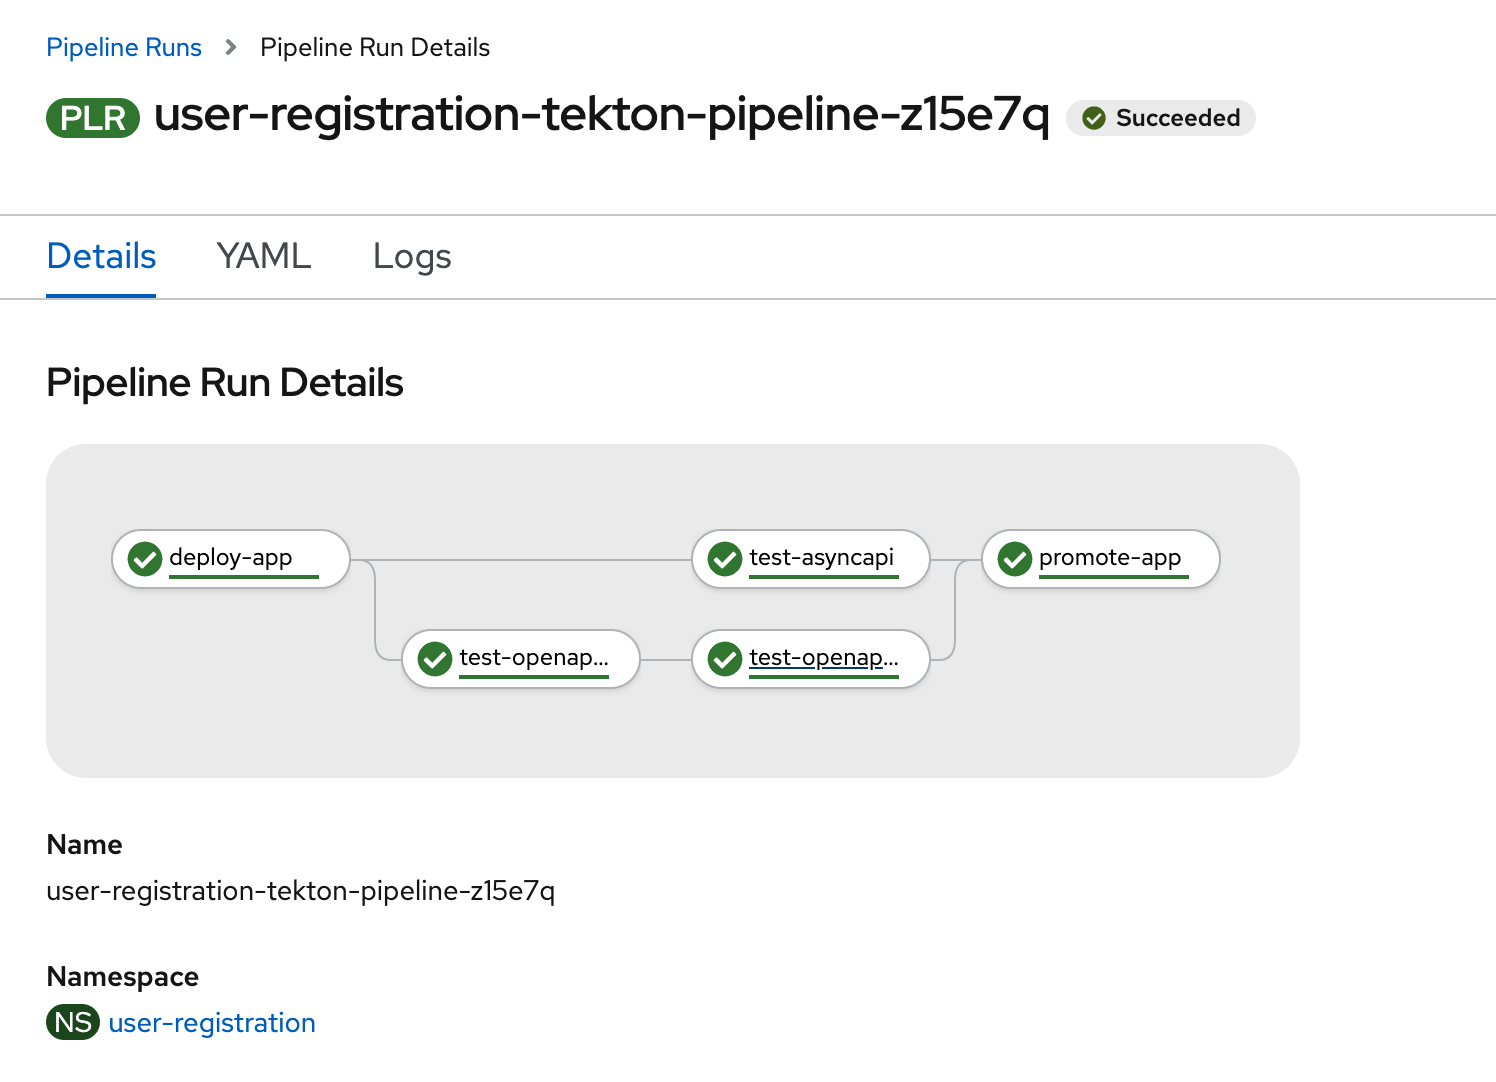 Pipeline Runs > Pipeline Run Details
PLR user-registration-tekton-pipeline-z15e7q Succeeded
Details YAML Logs
Pipeline Run Details
deploy-app test-asyncapi promote-app
test-openap... test-openap...
Name
user-registration-tekton-pipeline-z15e7q
Namespace
NS user-registration